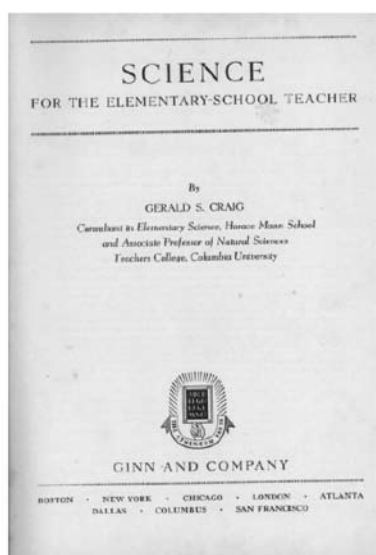 SCIENCE
FOR THE ELEMENTARY-SCHOOL TEACHER
By
GERALD S. CRAIG
Consultant in Elementary Science, Horace Mann School
and Associate Professor of Natural Sciences
Teachers College, Columbia University
GINN AND COMPANY
BOSTON · NEW YORK · CHICAGO · LONDON · ATLANTA
DALLAS · COLUMBUS · SAN FRANCISCO